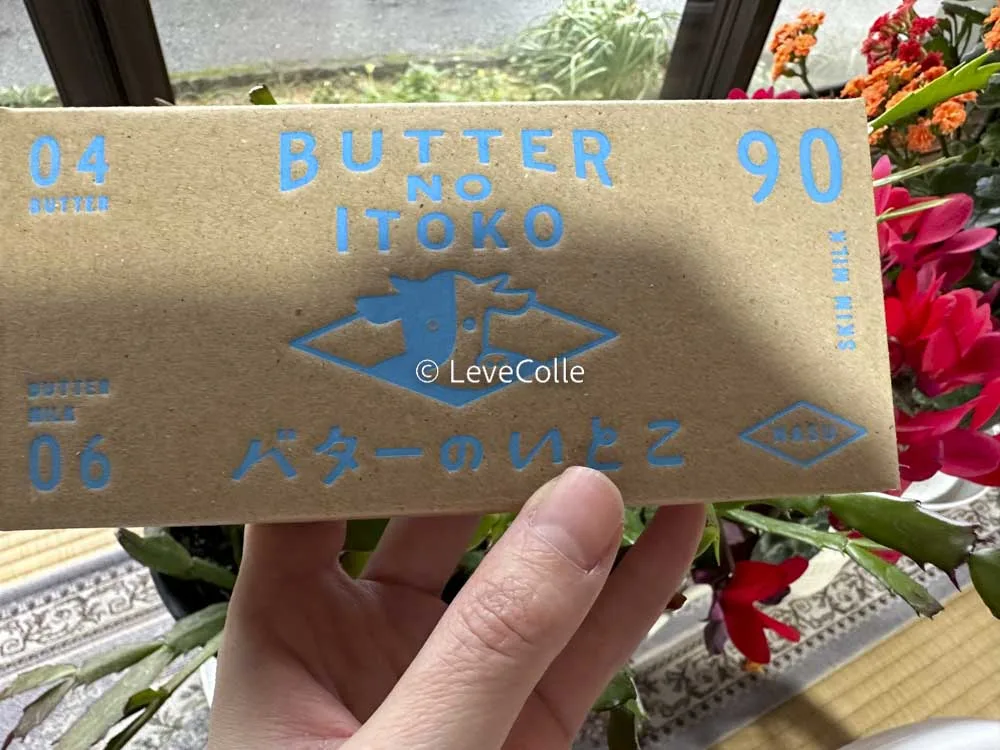 04
BUTTER
BUTTER
NO
ITOKO
90
SKIM MILK
© LeveColle
BUTTER
MILK
06
バターのいとこ
NASU